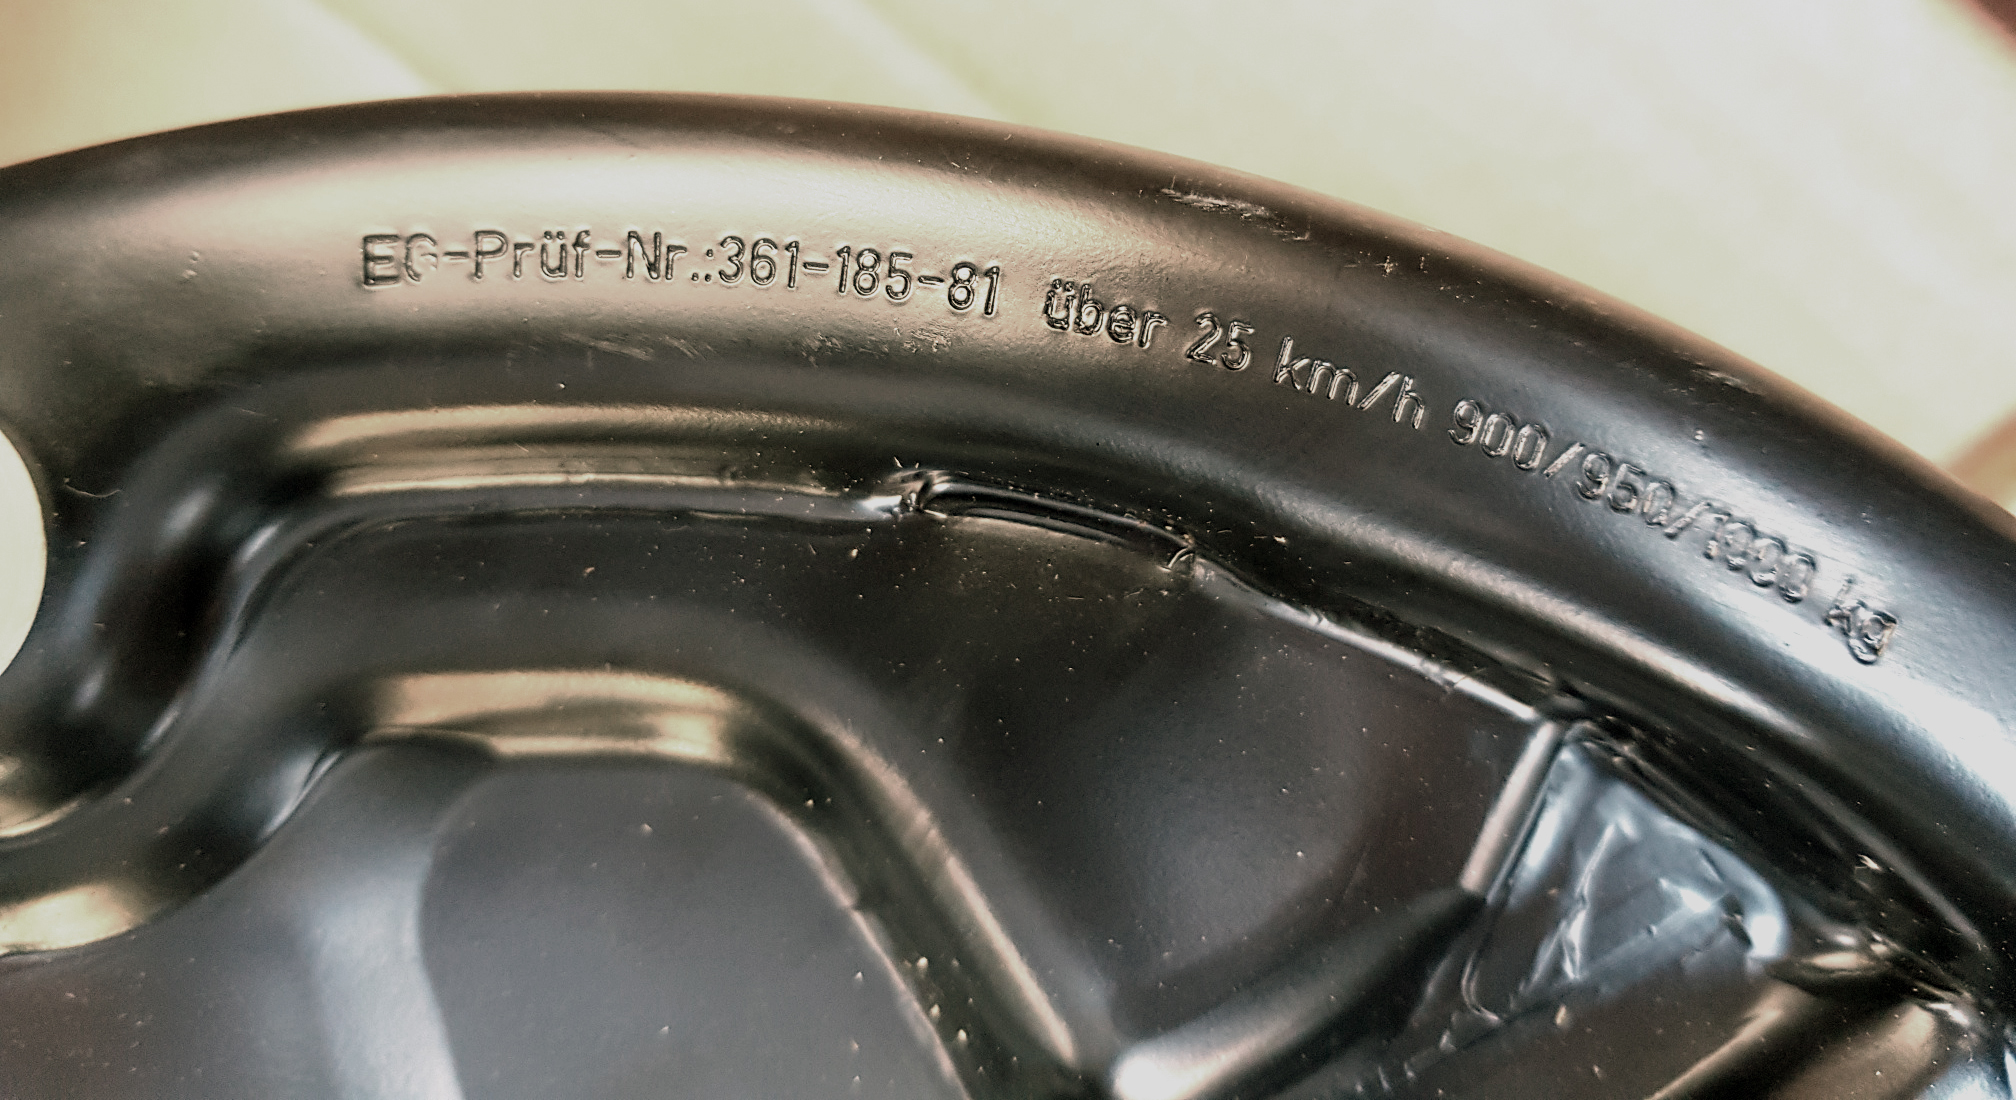 EG-Prüf-Nr.:361-185-81 über 25 km/h 900/950/1000 kg